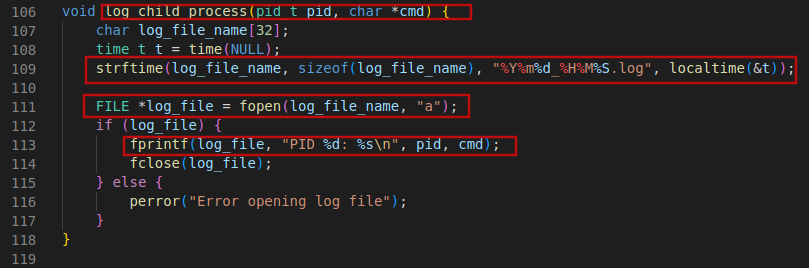 106 void log_child_process(pid_t pid, char *cmd) {
107 char log_file_name[32];
108 time_t t = time(NULL);
109 strftime(log_file_name, sizeof(log_file_name), "%Y%m%d_%H%M%S.log", localtime(&t));
110
111 FILE *log_file = fopen(log_file_name, "a");
112 if (log_file) {
113 fprintf(log_file, "PID %d: %s\n", pid, cmd);
114 fclose(log_file);
115 } else {
116 perror("Error opening log file");
117 }
118 }
119